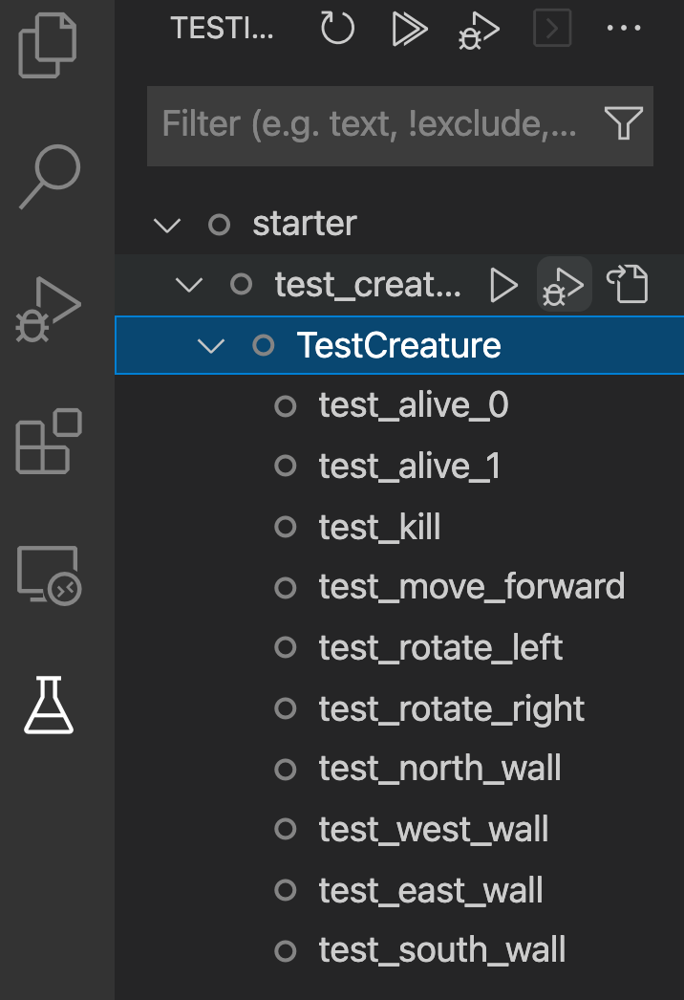 TESTI...
Filter (e.g. text, !exclude,...
starter
test_creat...
TestCreature
test_alive_0
test_alive_1
test_kill
test_move_forward
test_rotate_left
test_rotate_right
test_north_wall
test_west_wall
test_east_wall
test_south_wall